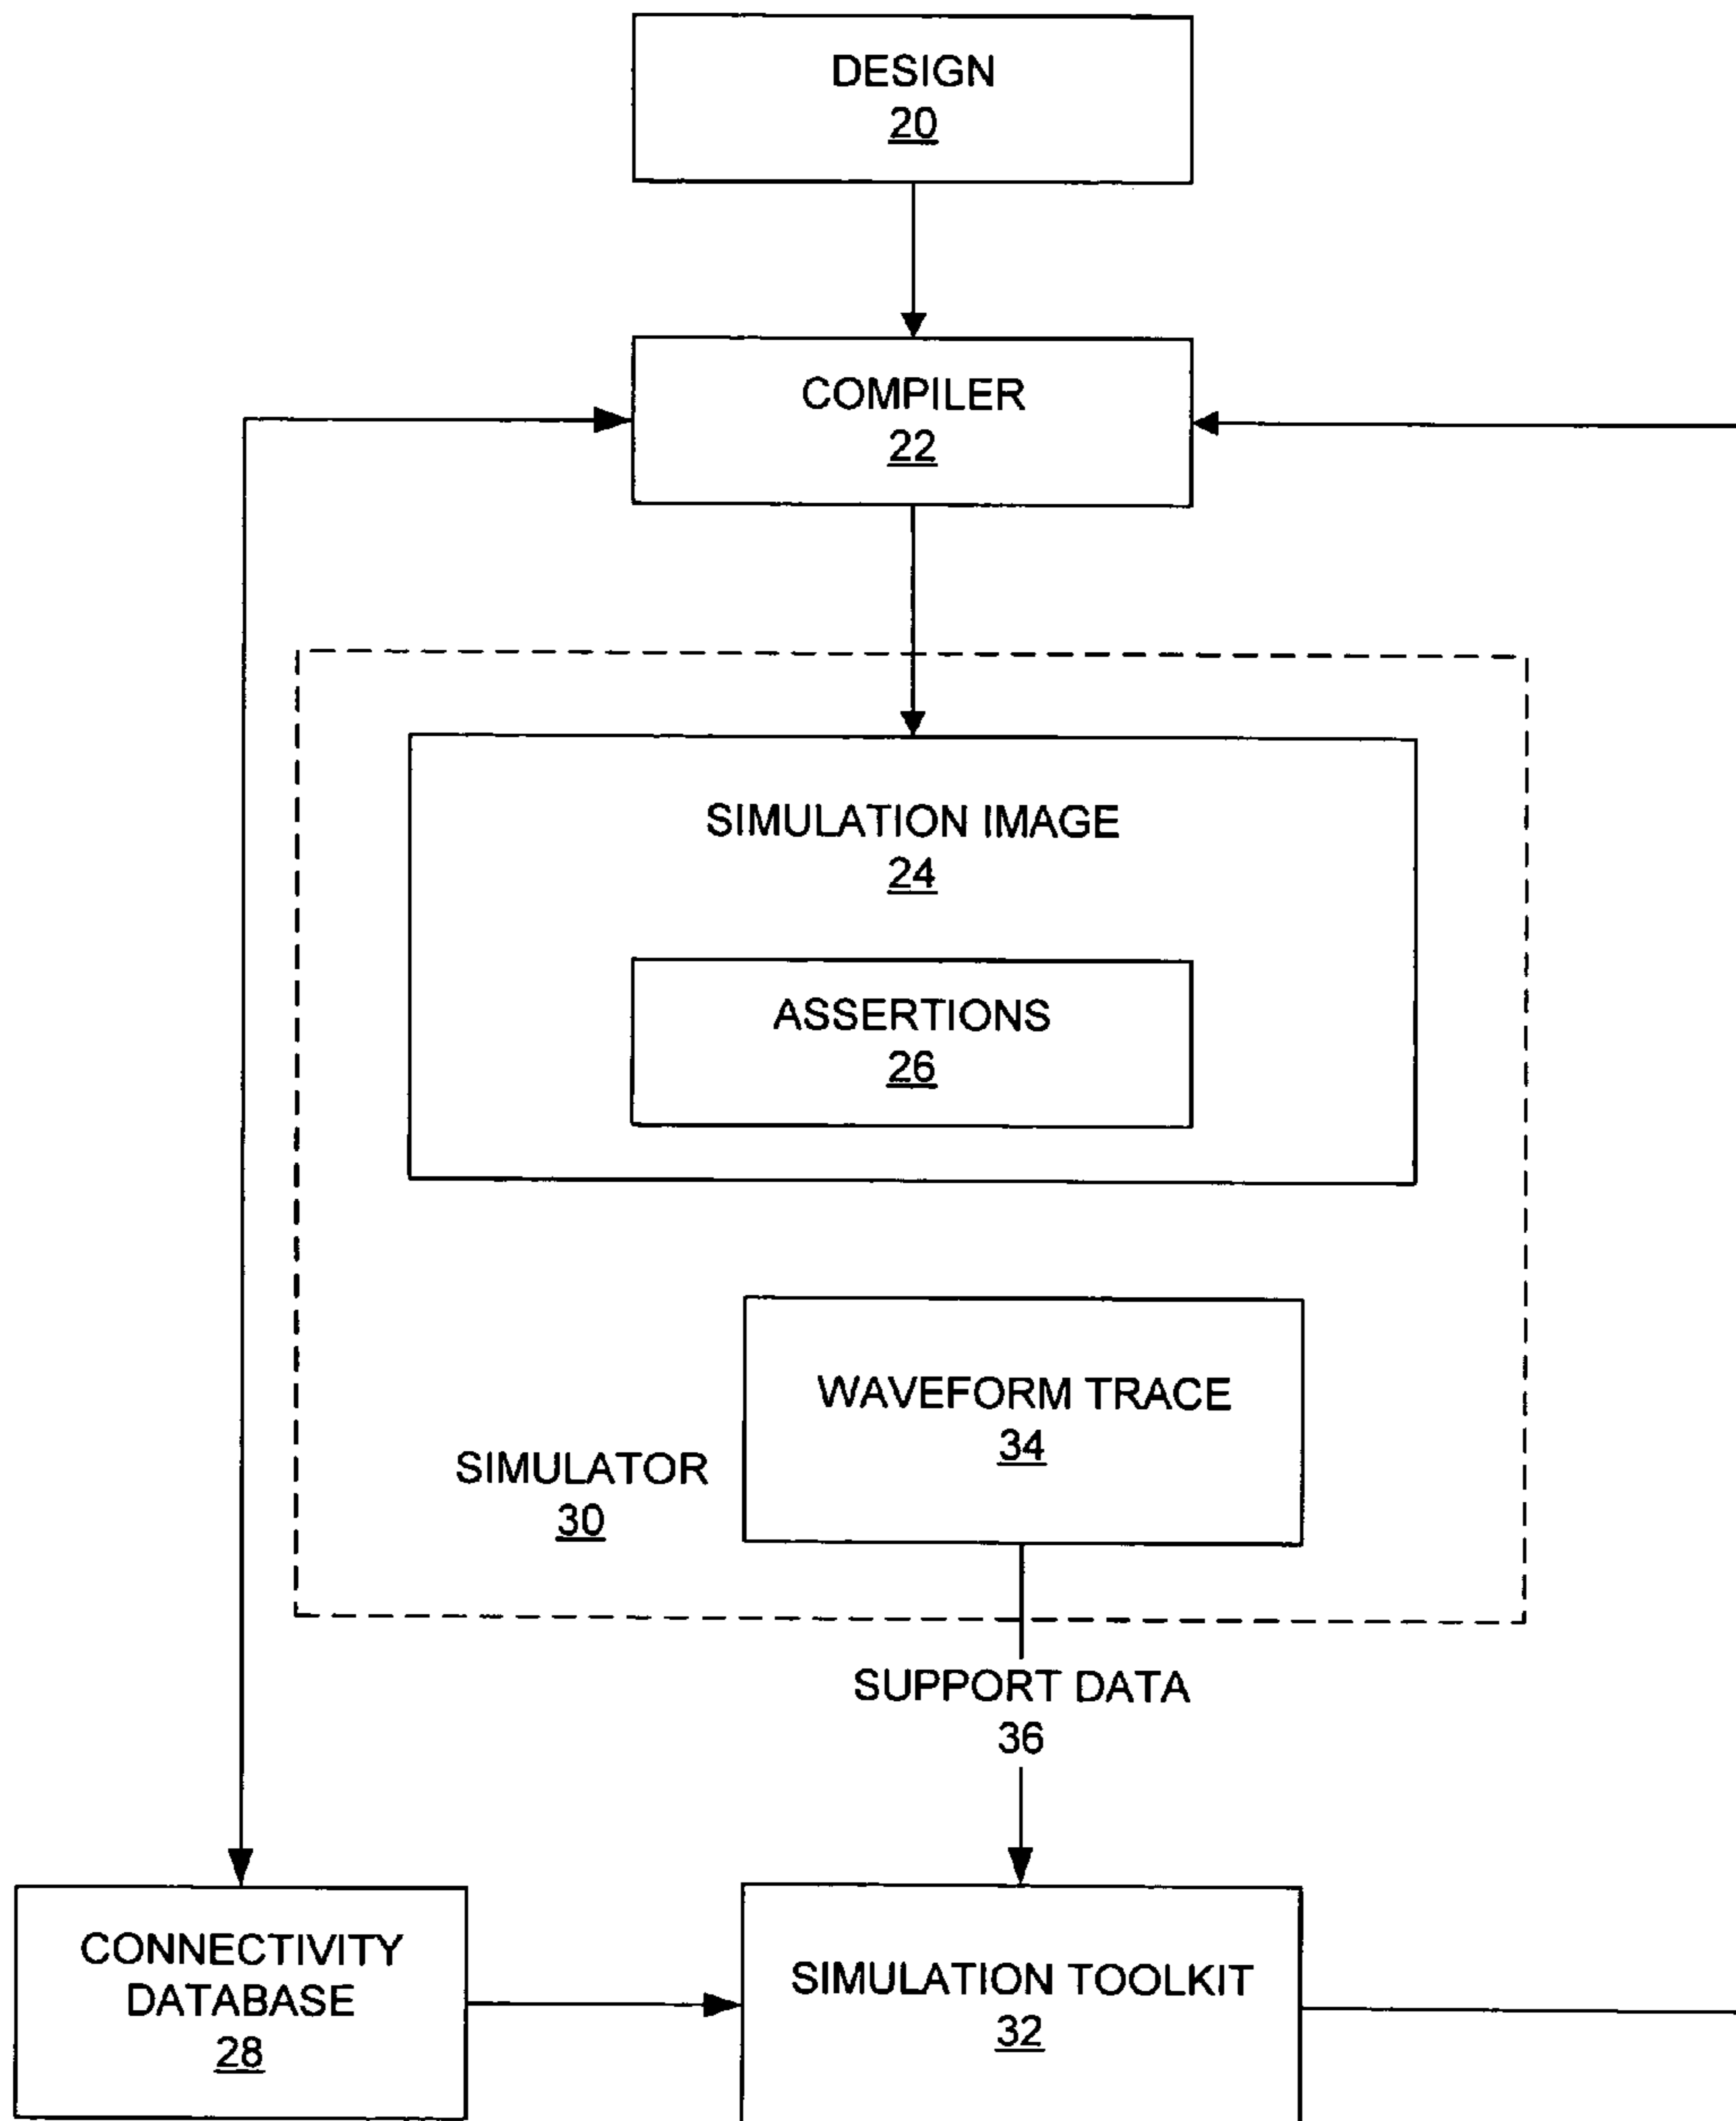 DESIGN
20
COMPILER
22
SIMULATION IMAGE
24
ASSERTIONS
26
WAVEFORM TRACE
34
SIMULATOR
30
SUPPORT DATA
36
CONNECTIVITY
DATABASE
28
SIMULATION TOOLKIT
32